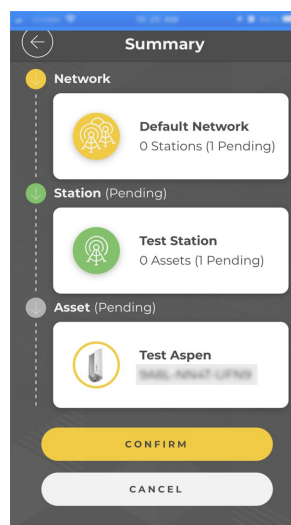 Summary
Network
Default Network
0 Stations (1 Pending)
Station (Pending)
Test Station
0 Assets (1 Pending)
Asset (Pending)
Test Aspen
CONFIRM
CANCEL